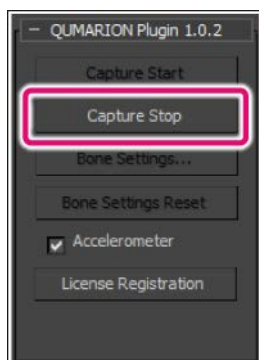 QUMARION Plugin 1.0.2
Capture Start
Capture Stop
Bone Settings...
Bone Settings Reset
Accelerometer
License Registration